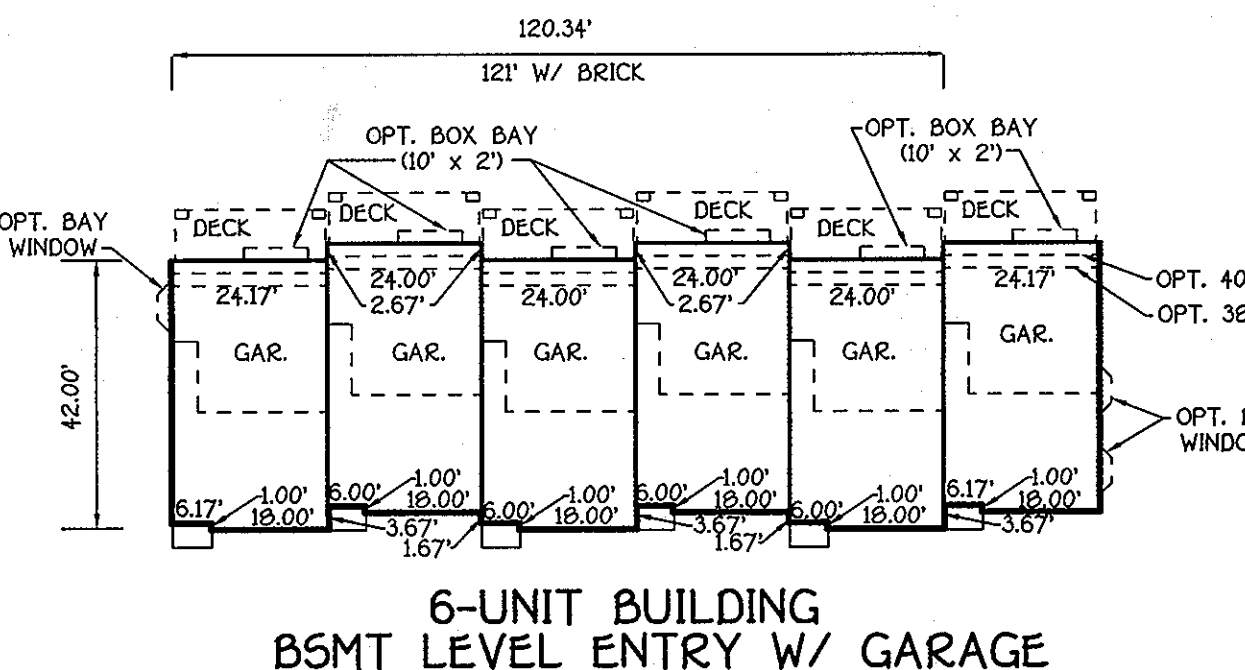 120.34'
121' W/ BRICK
OPT. BOX BAY
(10' x 2')
OPT. BOX BAY
(10' x 2')
OPT. BAY
WINDOW
DECK
DECK
DECK
DECK
DECK
DECK
24.17'
24.00'
2.67'
24.00'
24.00'
2.67'
24.00'
24.17'
OPT. 40
OPT. 38
42.00'
GAR.
GAR.
GAR.
GAR.
GAR.
GAR.
OPT.
6.17'
1.00'
18.00'
6.00'
1.00'
18.00'
3.67'
1.67'
6.00'
1.00'
18.00'
6.00'
1.00'
18.00'
3.67'
1.67'
6.00'
1.00'
18.00'
6.17'
1.00'
18.00'
3.67'
6-UNIT BUILDING
BSMT LEVEL ENTRY W/ GARAGE